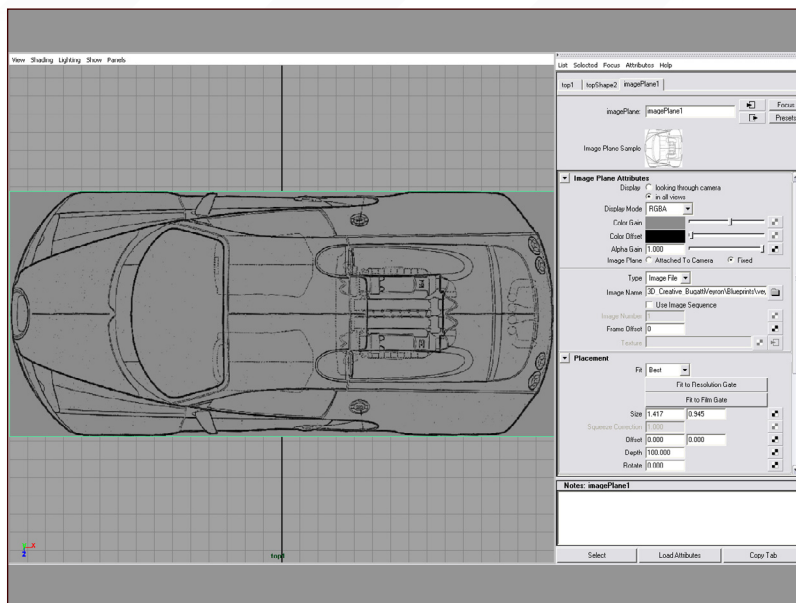 View Shading Lighting Show Panels
List Selected Focus Attributes Help
top1 topShape2 imagePlane1
imagePlane: imagePlane1
Focus
Presets
Image Plane Sample
Image Plane Attributes
Display looking through camera
in all views
Display Mode RGBA
Color Gain
Color Offset
Alpha Gain 1.000
Image Plane Attached To Camera Fixed
Type Image File
Image Name 3D_Creative_BugattiVeyron\Blueprints\
Use Image Sequence
Image Number 1
Frame Offset 0
Texture
Placement
Fit Best
Fit to Resolution Gate
Fit to Film Gate
Size 1.417 0.945
Squeeze Correction 1.000
Offset 0.000 0.000
Depth 100.000
Rotate 0.000
Notes: imagePlane1
Select Load Attributes Copy Tab
x
z
top1